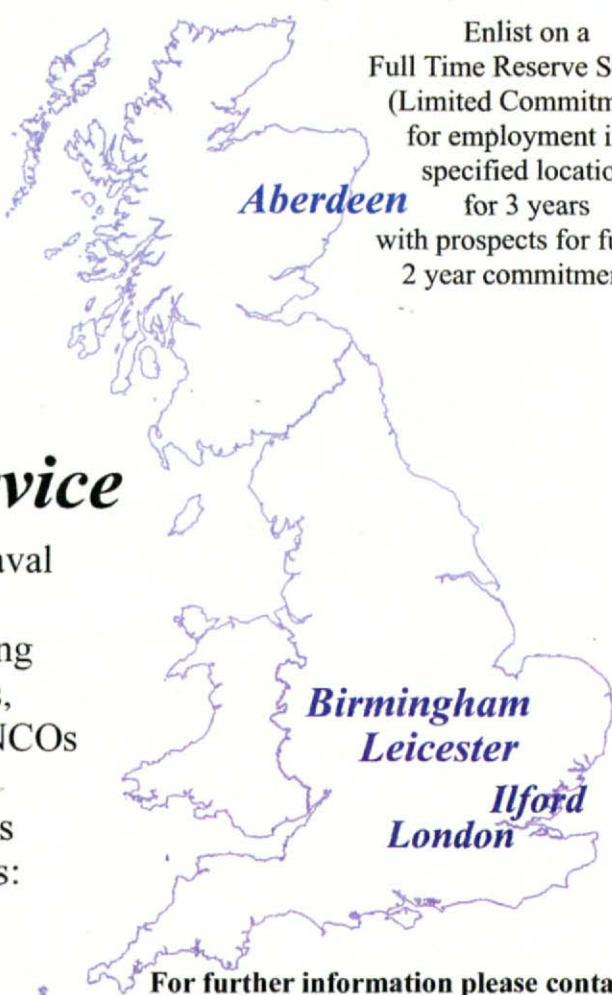 Enlist on a
Full Time Reserve S
(Limited Commitm
for employment i
specified locatio
for 3 years
with prospects for fu
2 year commitme
Aberdeen
vice
aval
ng
s,
NCOs
s
s:
Birmingham
Leicester
Ilford
London
For further information please conta